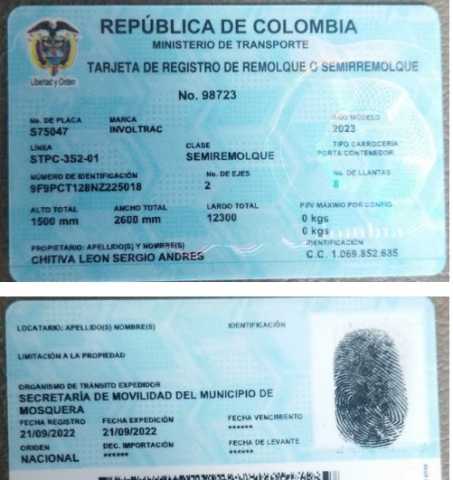 REPÚBLICA DE COLOMBIA
MINISTERIO DE TRANSPORTE
TARJETA DE REGISTRO DE REMOLQUE O SEMIRREMOLQUE
Libertad y Orden
No. 98723
No. DE PLACA MARCA AÑO MODELO
S75047 INVOLTRAC 2023
LÍNEA CLASE TIPO CARROCERÍA
STPC-3S2-01 SEMIREMOLQUE PORTA CONTENEDOR
NÚMERO DE IDENTIFICACIÓN No. DE EJES No. DE LLANTAS
9F9PCT128NZ225018 2 8
ALTO TOTAL ANCHO TOTAL LARGO TOTAL PBV MÁXIMO POR CONFIG.
1500 mm 2600 mm 12300 0 kgs
0 kgs
PROPIETARIO: APELLIDO(S) Y NOMBRE(S) IDENTIFICACIÓN
CHITIVA LEON SERGIO ANDRES C.C. 1.069.852.635
LOCATARIO: APELLIDO(S) NOMBRE(S) IDENTIFICACIÓN
LIMITACIÓN A LA PROPIEDAD
ORGANISMO DE TRÁNSITO EXPEDIDOR
SECRETARÍA DE MOVILIDAD DEL MUNICIPIO DE
MOSQUERA
FECHA REGISTRO FECHA EXPEDICIÓN FECHA VENCIMIENTO
21/09/2022 21/09/2022 ******
ORIGEN DEC. IMPORTACIÓN FECHA DE LEVANTE
NACIONAL ****** ******